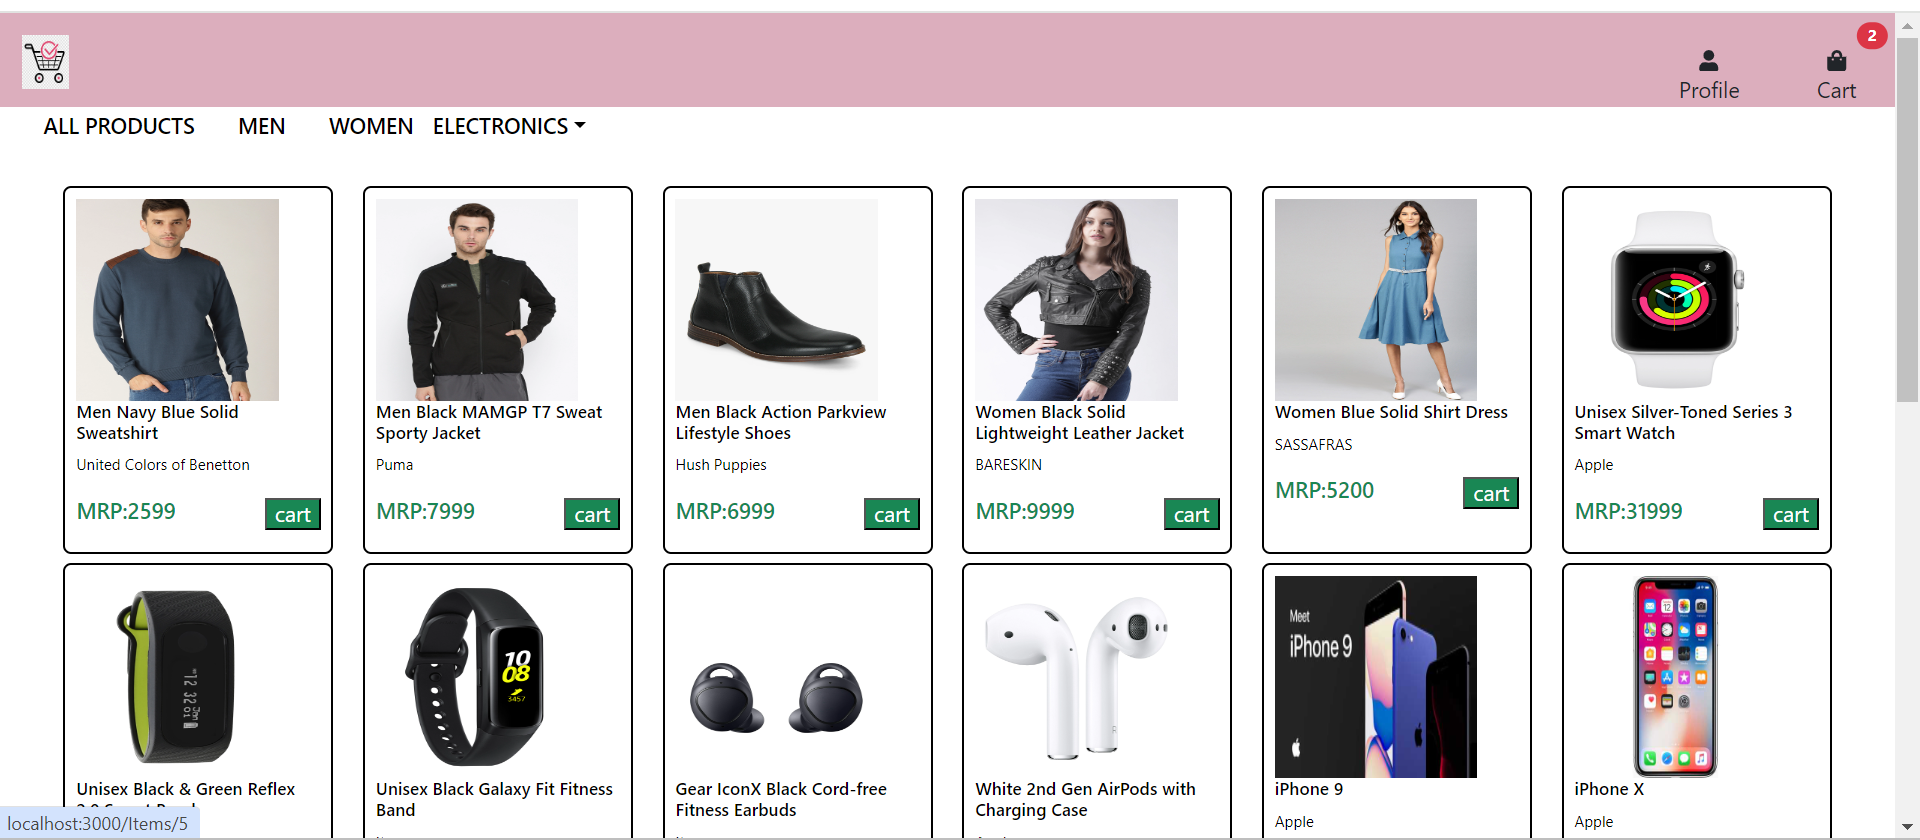 2
Profile
Cart
ALL PRODUCTS MEN WOMEN ELECTRONICS
Men Navy Blue Solid
Sweatshirt
United Colors of Benetton
MRP:2599 cart
Men Black MAMGP T7 Sweat
Sporty Jacket
Puma
MRP:7999 cart
Men Black Action Parkview
Lifestyle Shoes
Hush Puppies
MRP:6999 cart
Women Black Solid
Lightweight Leather Jacket
BARESKIN
MRP:9999 cart
Women Blue Solid Shirt Dress
SASSAFRAS
MRP:5200 cart
Unisex Silver-Toned Series 3
Smart Watch
Apple
MRP:31999 cart
Unisex Black & Green Reflex
10
08
3457
Unisex Black Galaxy Fit Fitness
Band
Gear IconX Black Cord-free
Fitness Earbuds
White 2nd Gen AirPods with
Charging Case
Meet
iPhone 9
iPhone 9
Apple
iPhone X
Apple
localhost:3000/Items/5